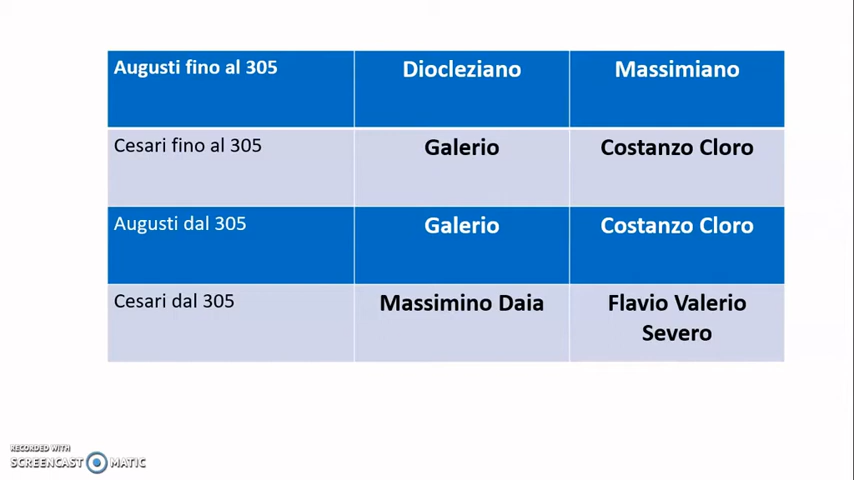 Augusti fino al 305 Diocleziano Massimiano
Cesari fino al 305 Galerio Costanzo Cloro
Augusti dal 305 Galerio Costanzo Cloro
Cesari dal 305 Massimino Daia Flavio Valerio
Severo
RECORDED WITH
SCREENCAST MATIC